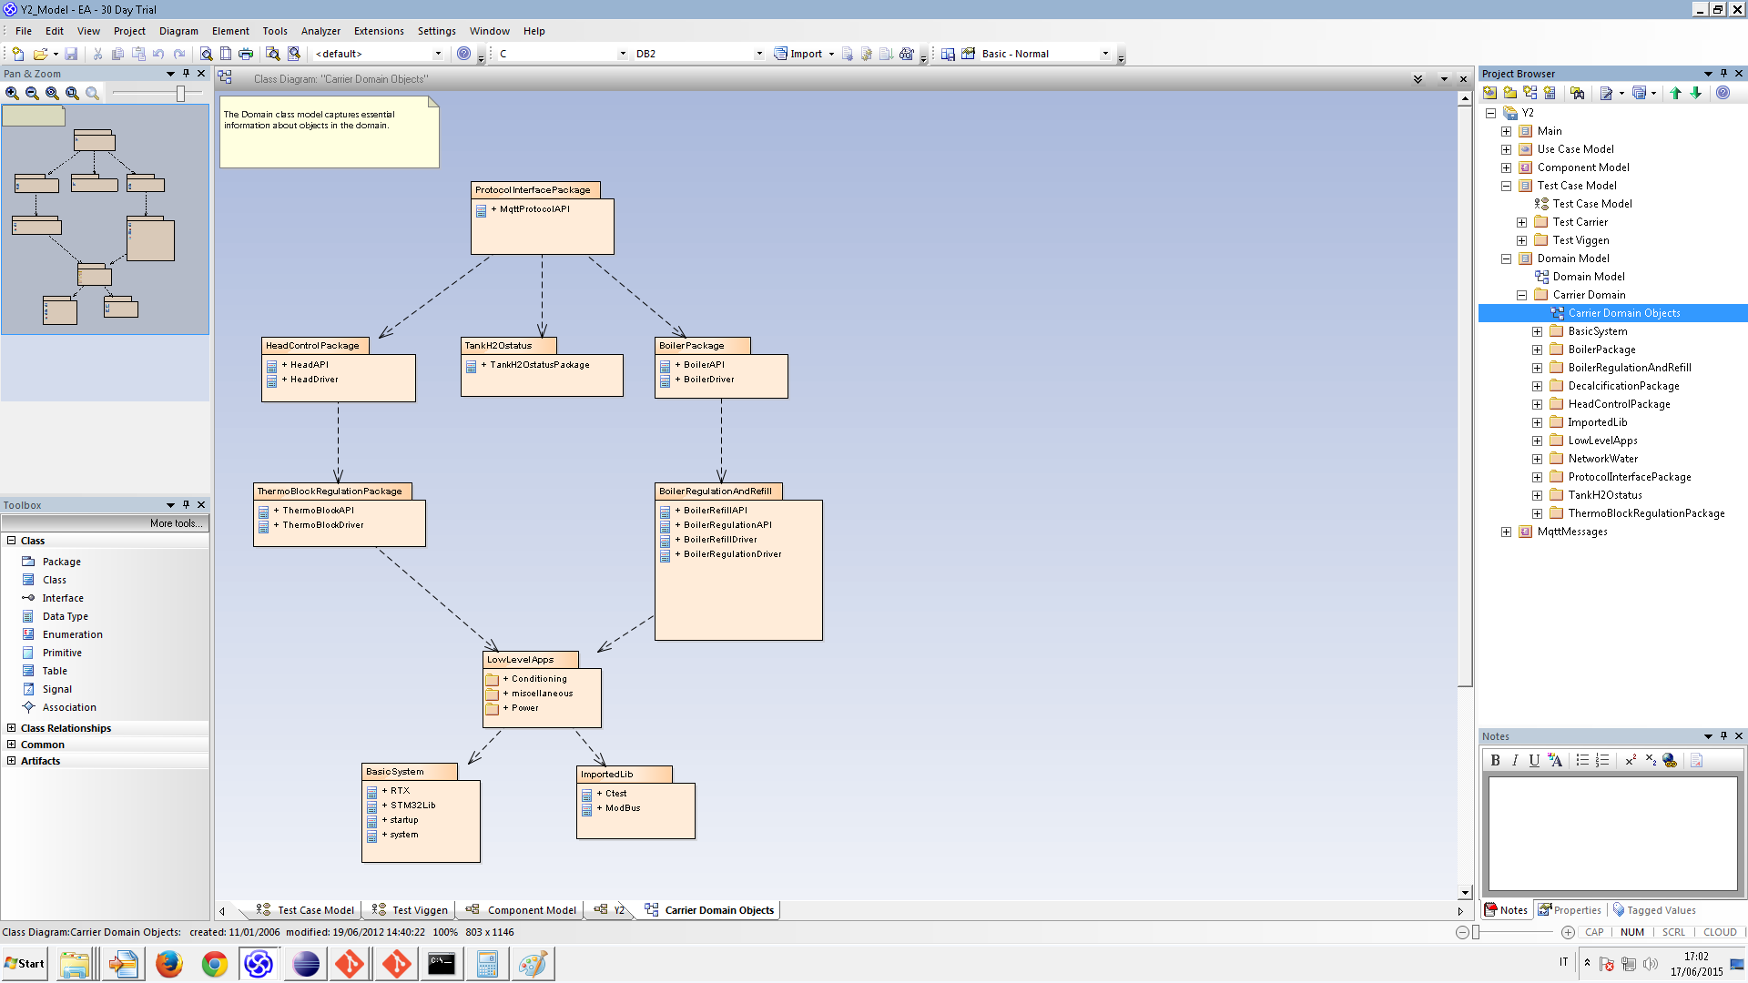 Y2_Model - EA - 30 Day Trial
File Edit View Project Diagram Element Tools Analyzer Extensions Settings Window Help
<default> C DB2 Import Basic - Normal
Pan & Zoom
Class Diagram: "Carrier Domain Objects"
The Domain class model captures essential
information about objects in the domain.
ProtocolInterfacePackage
+ MqttProtocolAPI
HeadControlPackage
+ HeadAPI
+ HeadDriver
TankH2Ostatus
+ TankH2OstatusPackage
BoilerPackage
+ BoilerAPI
+ BoilerDriver
ThermoBlockRegulationPackage
+ ThermoBlockAPI
+ ThermoBlockDriver
BoilerRegulationAndRefill
+ BoilerRefillAPI
+ BoilerRegulationAPI
+ BoilerRefillDriver
+ BoilerRegulationDriver
LowLevelApps
+ Conditioning
+ miscellaneous
+ Power
BasicSystem
+ RTX
+ STM32Lib
+ startup
+ system
ImportedLib
+ Ctest
+ ModBus
Toolbox
More tools...
Class
Package
Class
Interface
Data Type
Enumeration
Primitive
Table
Signal
Association
Class Relationships
Common
Artifacts
Project Browser
Y2
Main
Use Case Model
Component Model
Test Case Model
Test Case Model
Test Carrier
Test Viggen
Domain Model
Domain Model
Carrier Domain
Carrier Domain Objects
BasicSystem
BoilerPackage
BoilerRegulationAndRefill
DecalcificationPackage
HeadControlPackage
ImportedLib
LowLevelApps
NetworkWater
ProtocolInterfacePackage
TankH2Ostatus
ThermoBlockRegulationPackage
MqttMessages
Notes
B I U A
Notes Properties Tagged Values
Test Case Model Test Viggen Component Model Y2 Carrier Domain Objects
Class Diagram:Carrier Domain Objects: created: 11/01/2006 modified: 19/06/2012 14:40:22 100% 803 x 1146
CAP NUM SCRL CLOUD
Start
IT
17:02
17/06/2015